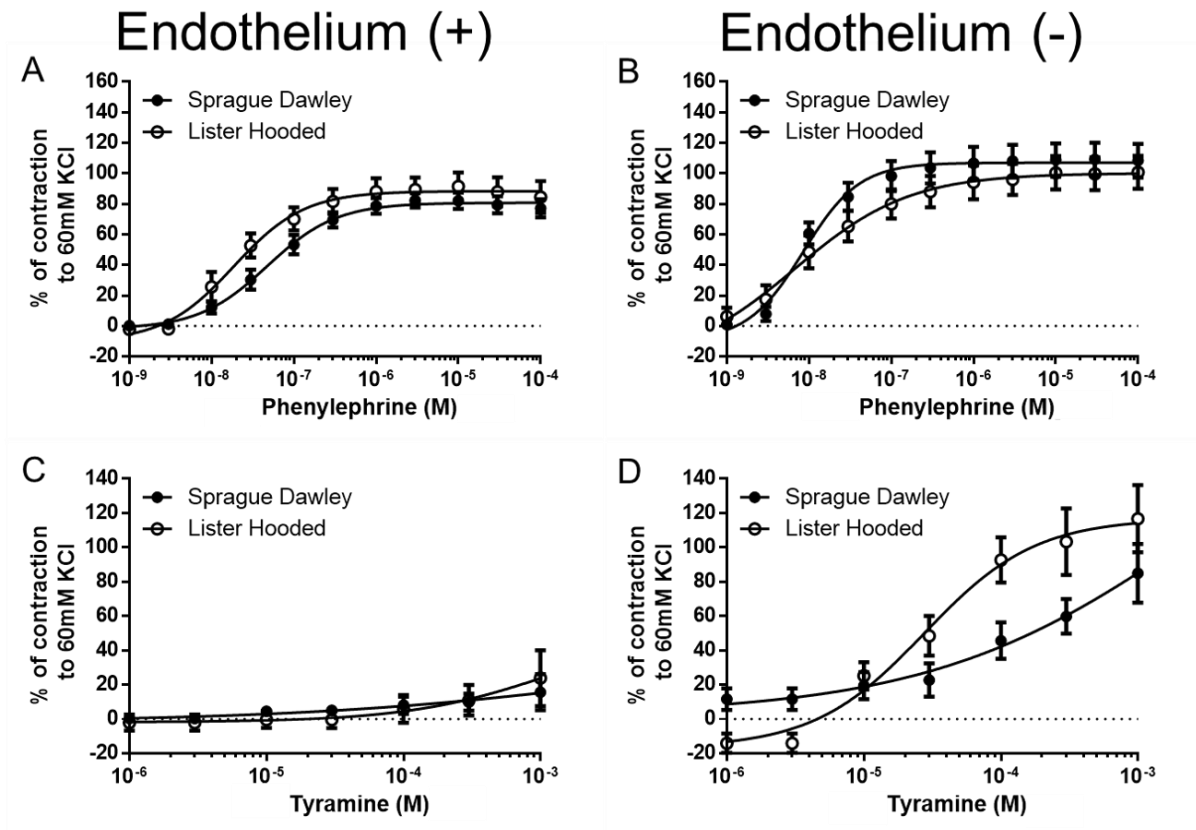 Endothelium (+)
Endothelium (-)
A
160
140
120
100
80
60
40
20
0
-20
% of contraction
to 60mM KCl
Sprague Dawley
Lister Hooded
10-9
10-8
10-7
10-6
10-5
10-4
Phenylephrine (M)
B
160
140
120
100
80
60
40
20
0
-20
% of contraction
to 60mM KCl
Sprague Dawley
Lister Hooded
10-9
10-8
10-7
10-6
10-5
10-4
Phenylephrine (M)
C
140
120
100
80
60
40
20
0
-20
% of contraction
to 60mM KCl
Sprague Dawley
Lister Hooded
10-6
10-5
10-4
10-3
Tyramine (M)
D
140
120
100
80
60
40
20
0
-20
% of contraction
to 60mM KCl
Sprague Dawley
Lister Hooded
10-6
10-5
10-4
10-3
Tyramine (M)